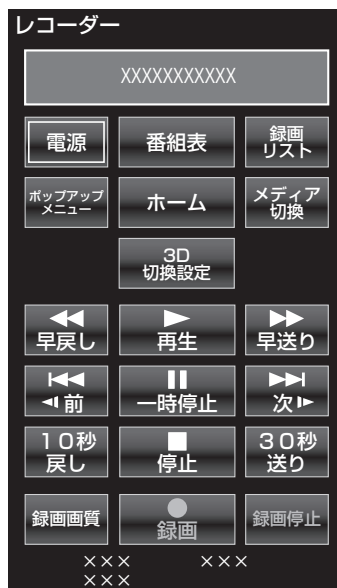 レコーダー
XXXXXXXXXXX
電源 番組表 録画
リスト
ポップアップ
メニュー ホーム メディア
切換
3D
切換設定
早戻し 再生 早送り
前 一時停止 次
10秒
戻し 停止 30秒
送り
録画画質 録画 録画停止
××× ×××
×××